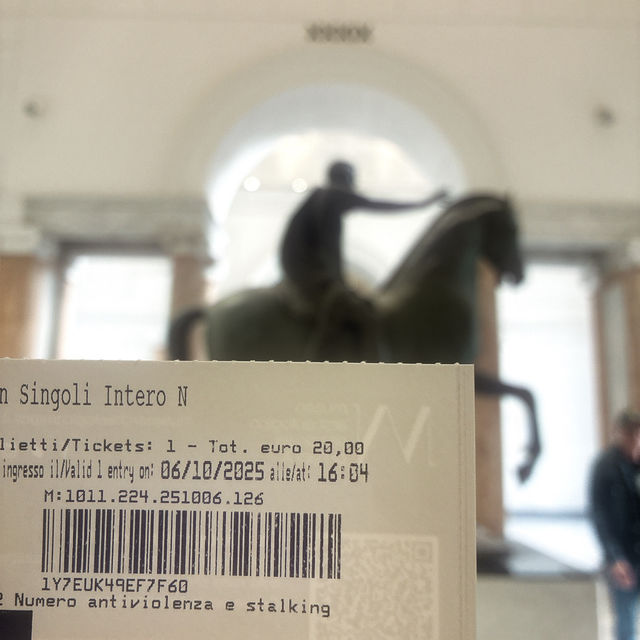 n Singoli Intero N
lietti/Tickets: 1 - Tot. euro 20,00
ingresso il/Valid 1 entry on: 06/10/2025 alle/at: 16:04
M:1011.224.251006.126
1Y7EUK49EF7F60
2 Numero antiviolenza e stalking